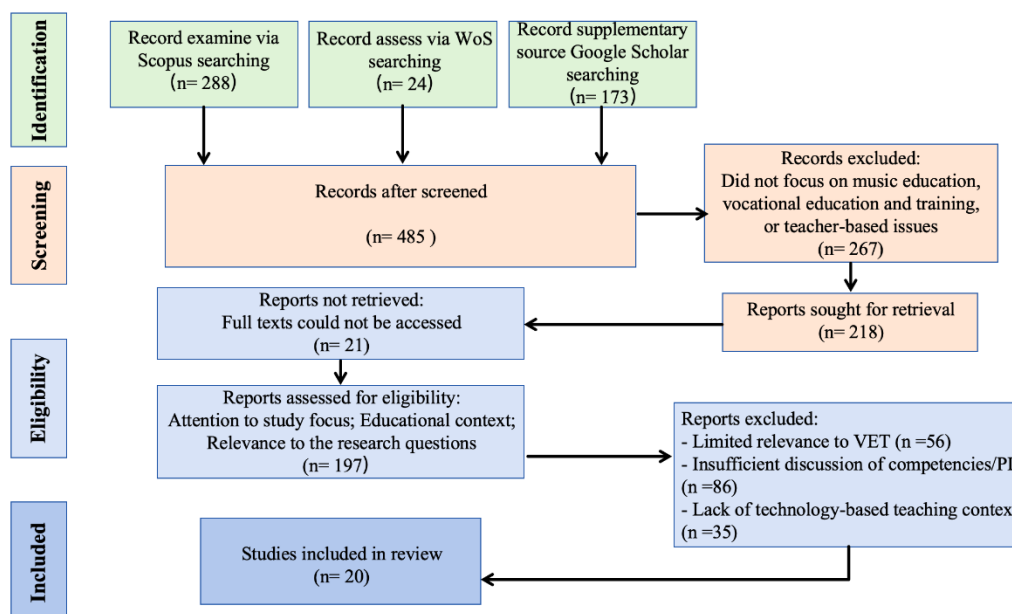 Identification
Record examine via
Scopus searching
(n= 288)
Record assess via WoS
searching
(n= 24)
Record supplementary
source Google Scholar
searching
(n= 173)
Screening
Records after screened
(n= 485 )
Records excluded:
Did not focus on music education,
vocational education and training,
or teacher-based issues
(n= 267)
Reports sought for retrieval
(n= 218)
Eligibility
Reports not retrieved:
Full texts could not be accessed
(n= 21)
Reports assessed for eligibility:
Attention to study focus; Educational context;
Relevance to the research questions
(n= 197)
Reports excluded:
- Limited relevance to VET (n =56)
- Insufficient discussion of
(n =86)
- Lack of technology-based teaching context
(n =35)
Included
Studies included in review
(n= 20)